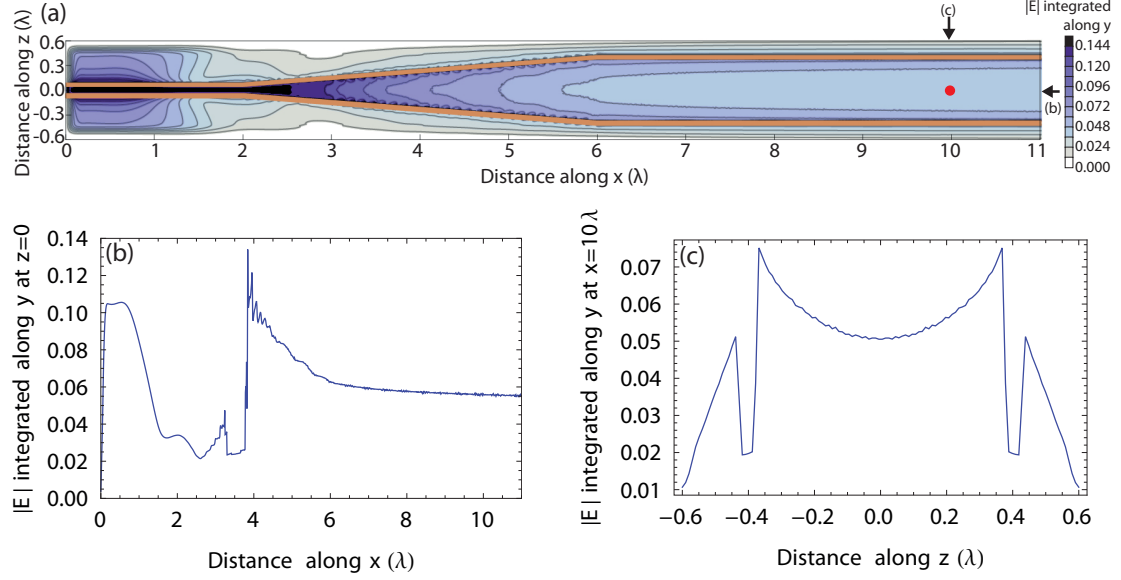 (a)
Distance along z (λ)
0.6
0.3
0.0
-0.3
-0.6
0 1 2 3 4 5 6 7 8 9 10 11
Distance along x (λ)
(c)
(b)
|E| integrated
along y
0.144
0.120
0.096
0.072
0.048
0.024
0.000
(b)
|E| integrated along y at z=0
0.14
0.12
0.10
0.08
0.06
0.04
0.02
0.00
0 2 4 6 8 10
Distance along x (λ)
(c)
|E| integrated along y at x=10λ
0.07
0.06
0.05
0.04
0.03
0.02
0.01
−0.6 −0.4 −0.2 0.0 0.2 0.4 0.6
Distance along z (λ)